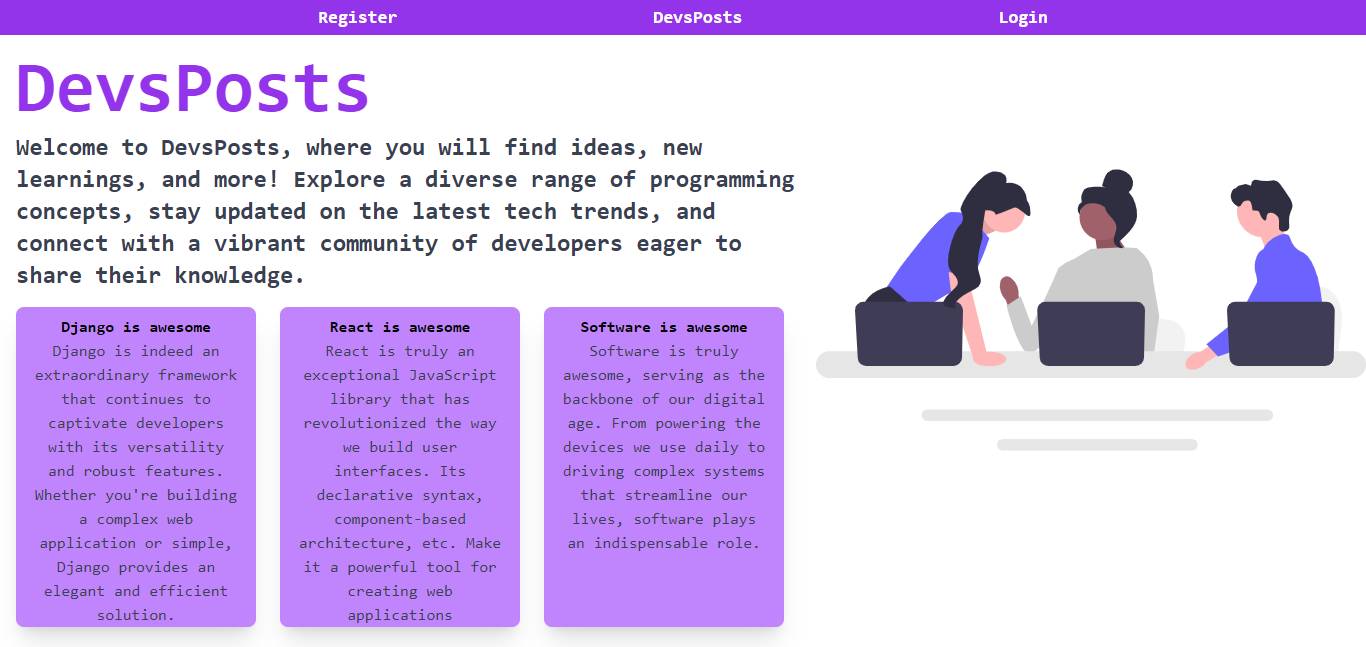 Register
DevsPosts
Login
DevsPosts
Welcome to DevsPosts, where you will find ideas, new
learnings, and more! Explore a diverse range of programming
concepts, stay updated on the latest tech trends, and
connect with a vibrant community of developers eager to
share their knowledge.
Django is awesome
Django is indeed an
extraordinary framework
that continues to
captivate developers
with its versatility
and robust features.
Whether you're building
a complex web
application or simple,
Django provides an
elegant and efficient
solution.
React is awesome
React is truly an
exceptional JavaScript
library that has
revolutionized the way
we build user
interfaces. Its
declarative syntax,
component-based
architecture, etc. Make
it a powerful tool for
creating web
applications
Software is awesome
Software is truly
awesome, serving as the
backbone of our digital
age. From powering the
devices we use daily to
driving complex systems
that streamline our
lives, software plays
an indispensable role.